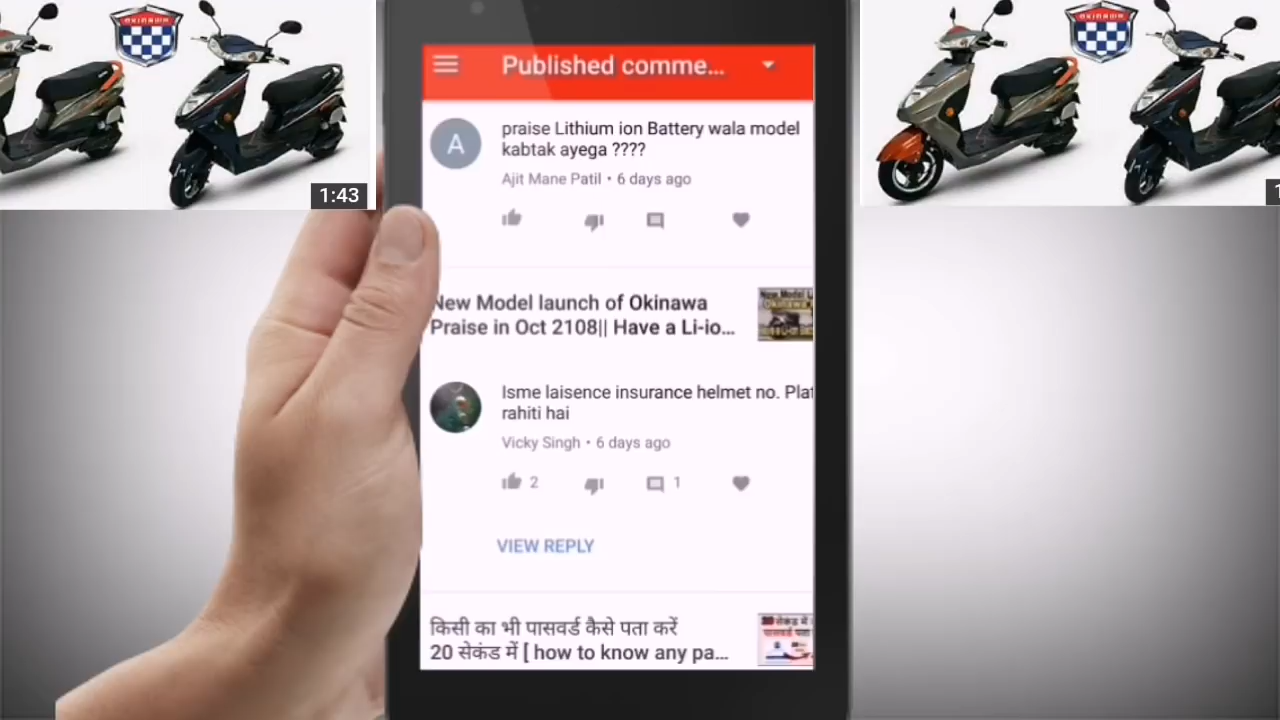 OKINAWA
1:43
OKINAWA
Published comme...
A
praise Lithium ion Battery wala model
kabtak ayega ????
Ajit Mane Patil • 6 days ago
New Model launch of Okinawa
Praise in Oct 2108|| Have a Li-io...
Isme laisence insurance helmet no. Plat
rahiti hai
Vicky Singh • 6 days ago
2
1
VIEW REPLY
किसी का भी पासवर्ड कैसे पता करें
20 सेकंड में [ how to know any pa...